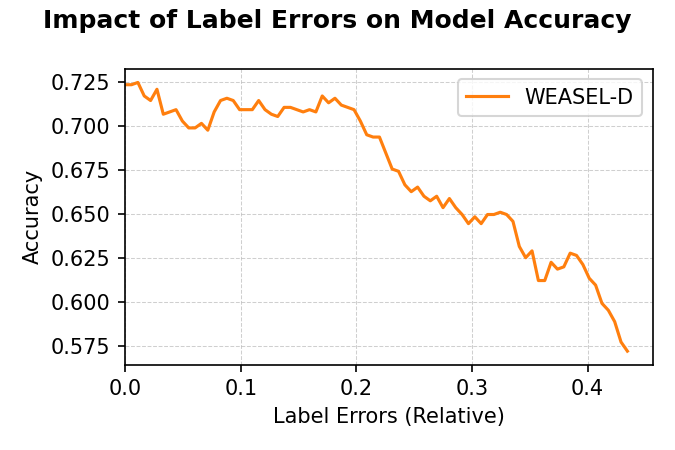 Impact of Label Errors on Model Accuracy
WEASEL-D
Accuracy
0.725
0.700
0.675
0.650
0.625
0.600
0.575
0.0 0.1 0.2 0.3 0.4
Label Errors (Relative)